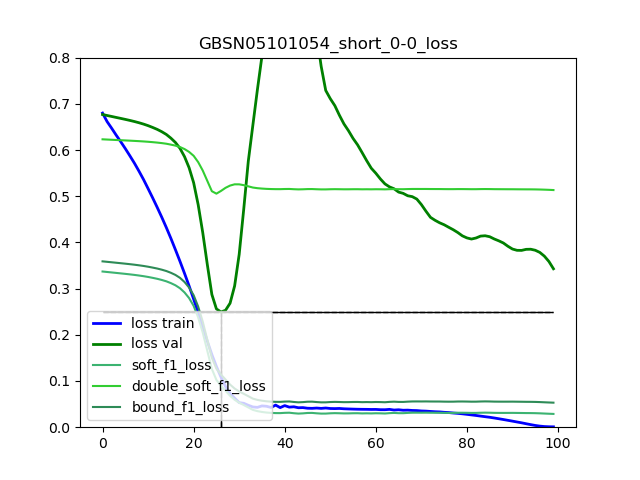 GBSN05101054_short_0-0_loss
0.8
0.7
0.6
0.5
0.4
0.3
0.2
0.1
0.0
loss train
loss val
soft_f1_loss
double_soft_f1_loss
bound_f1_loss
0 20 40 60 80 100